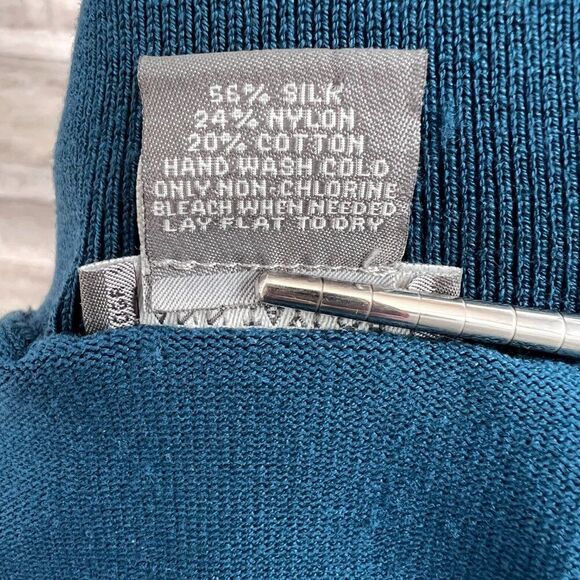 56% SILK
24% NYLON
20% COTTON
HAND WASH COLD
ONLY NON-CHLORINE
BLEACH WHEN NEEDED
LAY FLAT TO DRY